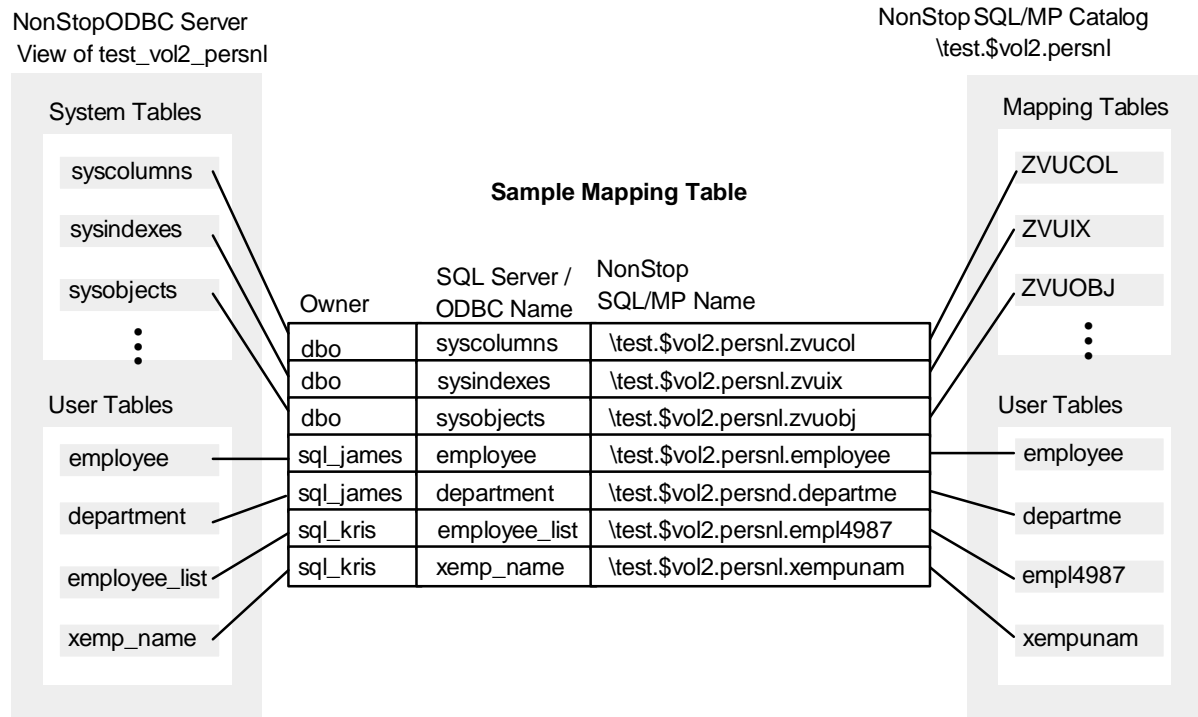 NonStopODBC Server
View of test_vol2_persnl
System Tables
syscolumns
sysindexes
sysobjects
User Tables
employee
department
employee_list
xemp_name
Sample Mapping Table
Owner
SQL Server /
ODBC Name
NonStop
SQL/MP Name
dbo syscolumns \test.$vol2.persnl.zvucol
dbo sysindexes \test.$vol2.persnl.zvuix
dbo sysobjects \test.$vol2.persnl.zvuobj
sql_james employee \test.$vol2.persnl.employee
sql_james department \test.$vol2.persnd.departme
sql_kris employee_list \test.$vol2.persnl.empl4987
sql_kris xemp_name \test.$vol2.persnl.xempunam
NonStop SQL/MP Catalog
\test.$vol2.persnl
Mapping Tables
ZVUCOL
ZVUIX
ZVUOBJ
User Tables
employee
departme
empl4987
xempunam